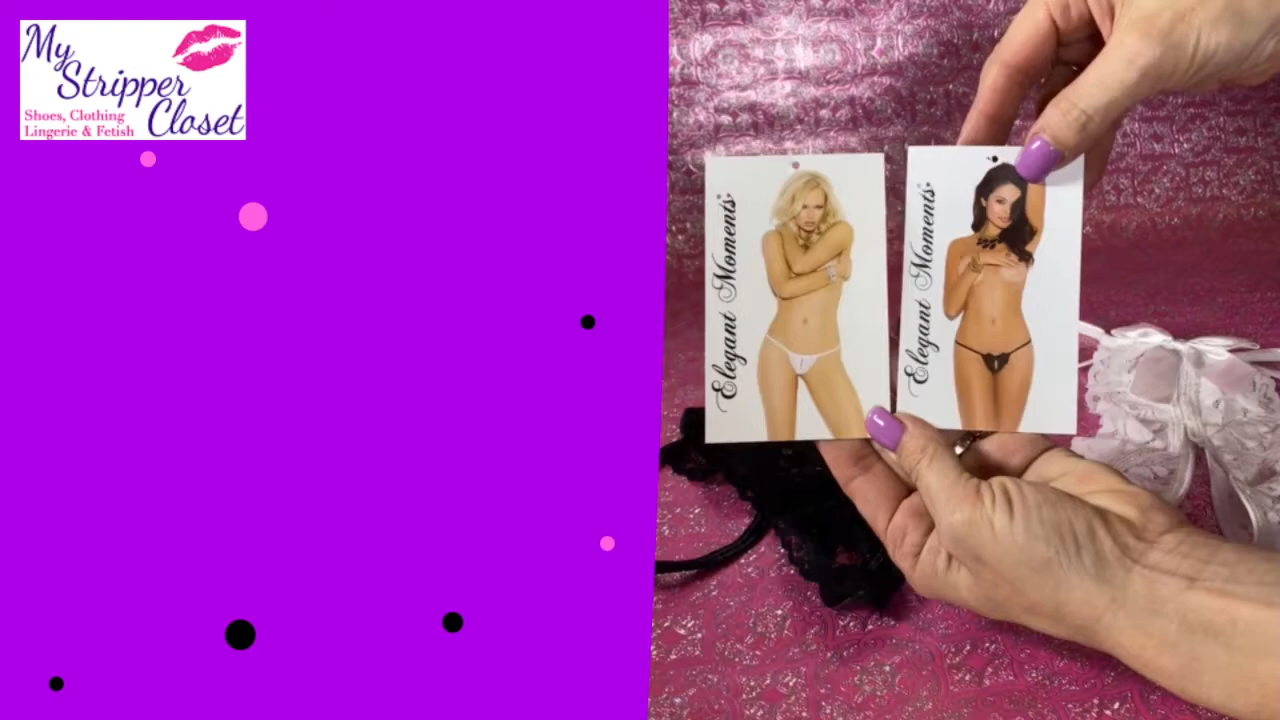 My
Stripper
Closet
Shoes, Clothing
Lingerie & Fetish
Elegant Moments®
Elegant Moments®